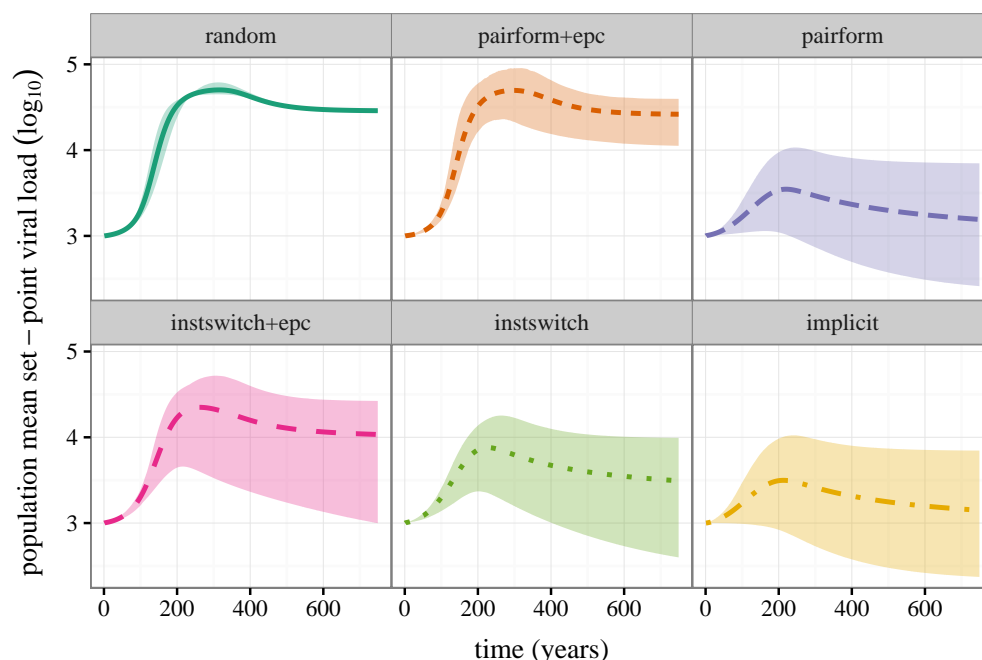 random pairform+epc pairform
5
4
3
instswitch+epc instswitch implicit
5
4
3
0 200 400 600 0 200 400 600 0 200 400 600
time (years)
population mean set−point viral load (log₁₀)